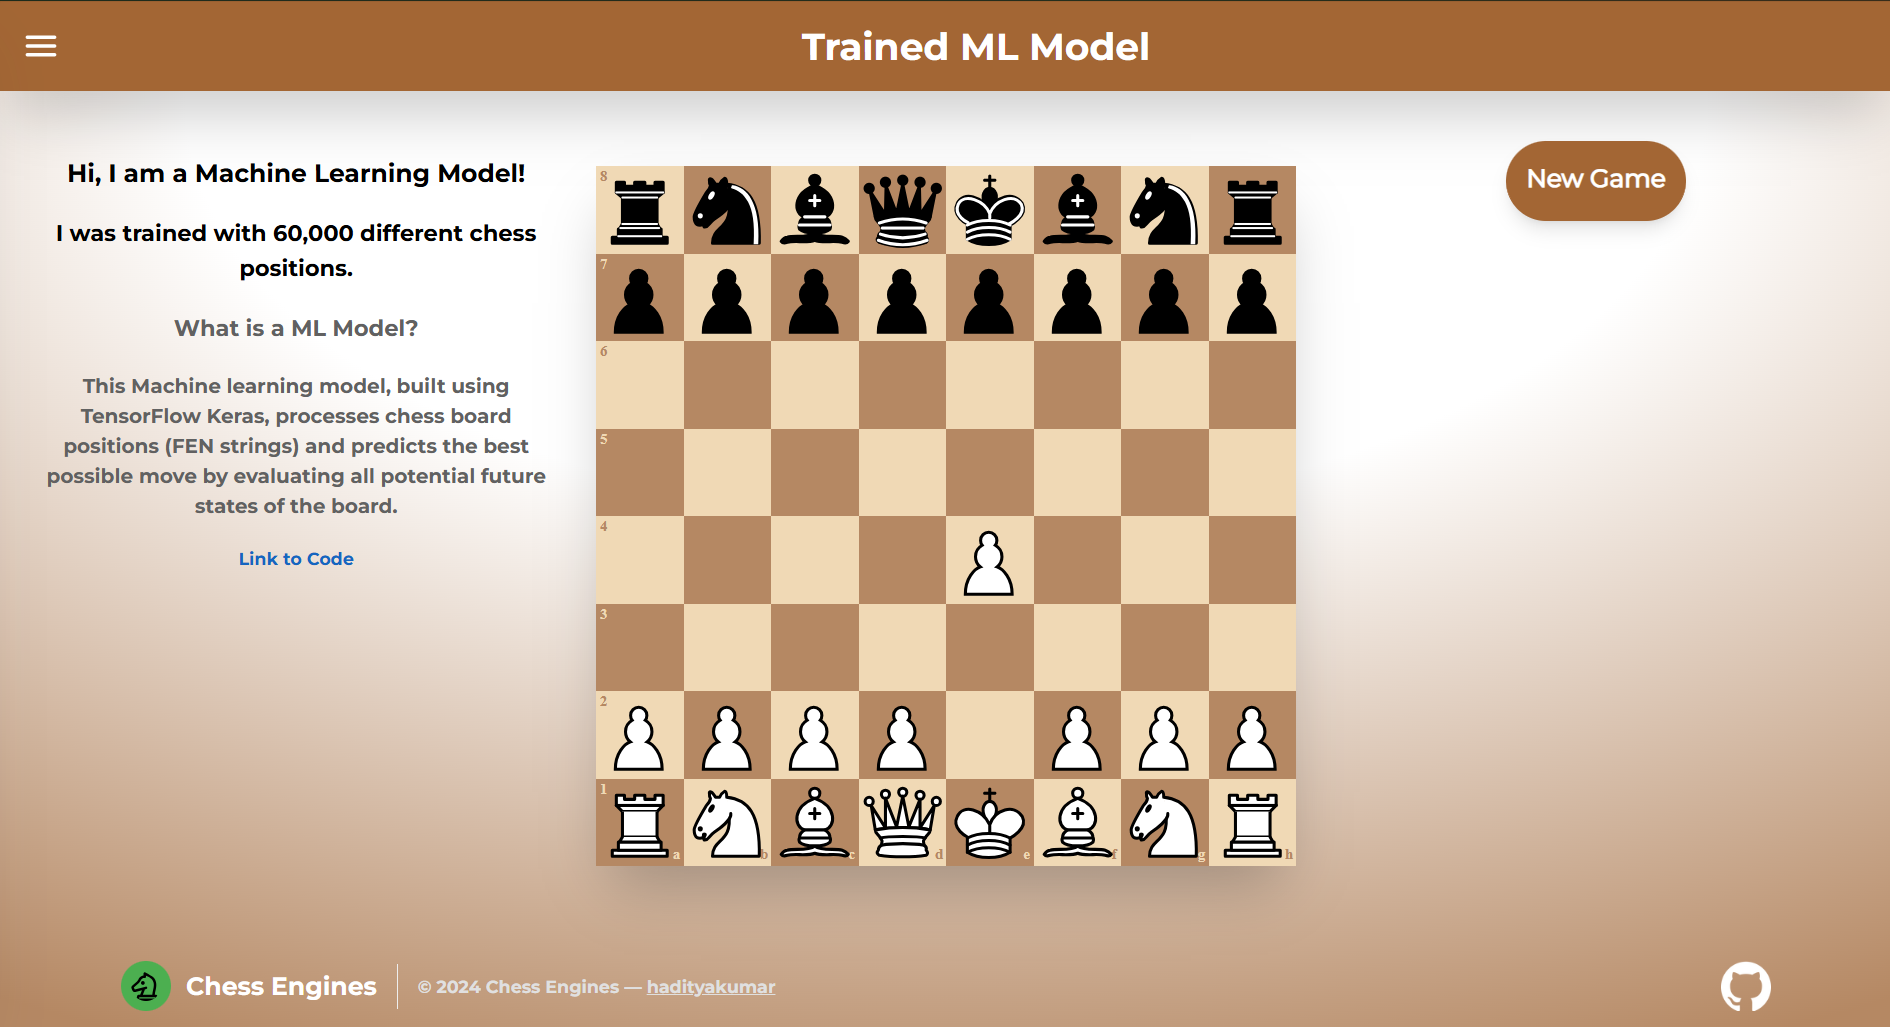 Trained ML Model
Hi, I am a Machine Learning Model!
I was trained with 60,000 different chess
positions.
What is a ML Model?
This Machine learning model, built using
TensorFlow Keras, processes chess board
positions (FEN strings) and predicts the best
possible move by evaluating all potential future
states of the board.
Link to Code
8
7
6
5
4
3
2
1
a b c d e f g h
New Game
Chess Engines
© 2024 Chess Engines — hadityakumar